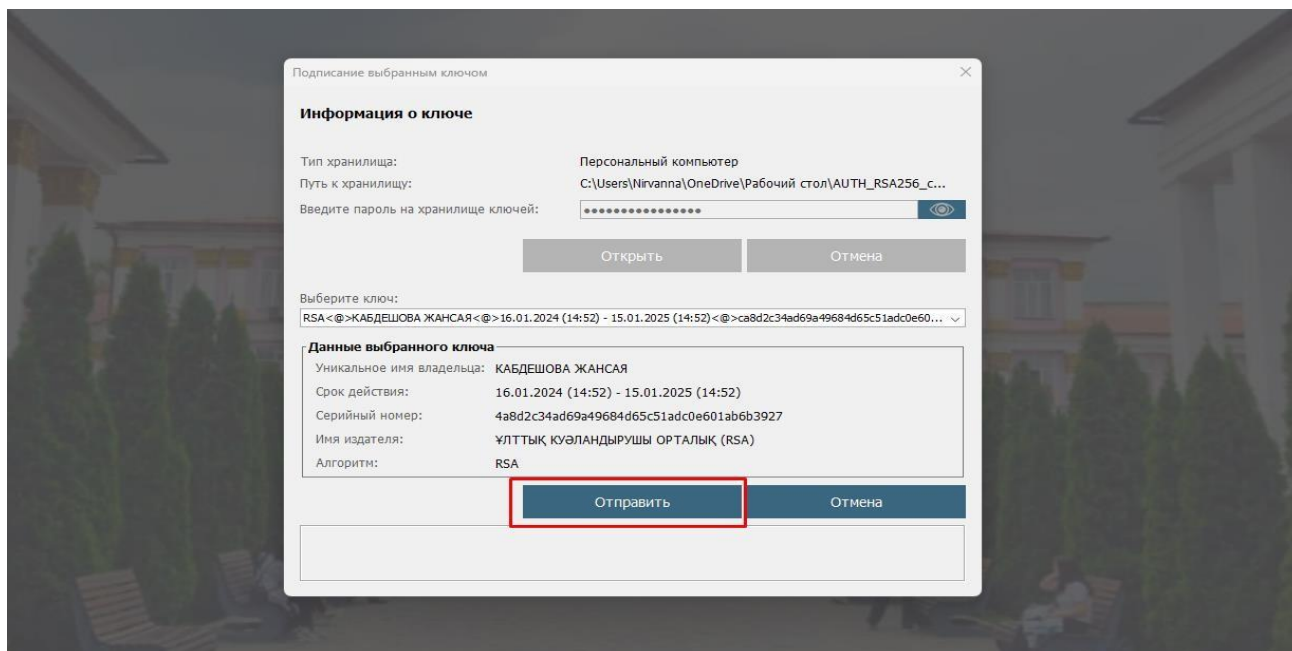 Подписание выбранным ключом
Информация о ключе
Тип хранилища: Персональный компьютер
Путь к хранилищу: C:\Users\Nirvanna\OneDrive\Рабочий стол\AUTH_RSA256_c...
Введите пароль на хранилище ключей: ●●●●●●●●●●●●●●●●
Открыть Отмена
Выберите ключ:
RSA<@>КАБДЕШОВА ЖАНСАЯ<@>16.01.2024 (14:52) - 15.01.2025 (14:52)<@>ca8d2c34ad69a49684d65c51adc0e60...
Данные выбранного ключа
Уникальное имя владельца: КАБДЕШОВА ЖАНСАЯ
Срок действия: 16.01.2024 (14:52) - 15.01.2025 (14:52)
Серийный номер: 4a8d2c34ad69a49684d65c51adc0e601ab6b3927
Имя издателя: ҰЛТТЫҚ КУӘЛАНДЫРУШЫ ОРТАЛЫҚ (RSA)
Алгоритм: RSA
Отправить Отмена